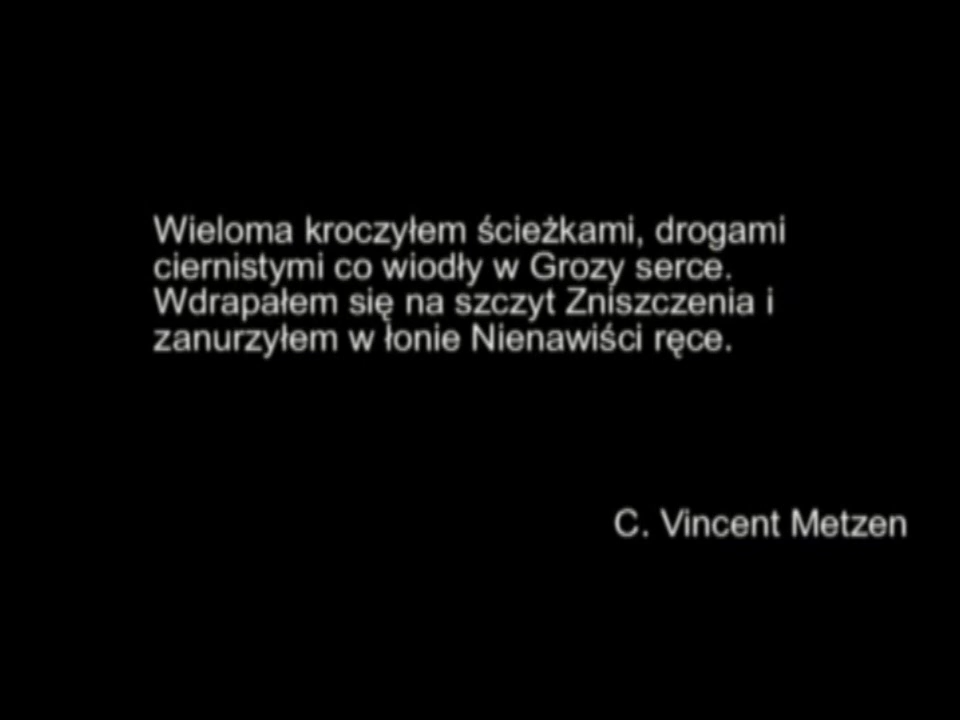 Wieloma kroczyłem ścieżkami, drogami
ciernistymi co wiodły w Grozy serce.
Wdrapałem się na szczyt Zniszczenia i
zanurzyłem w łonie Nienawiści ręce.
C. Vincent Metzen